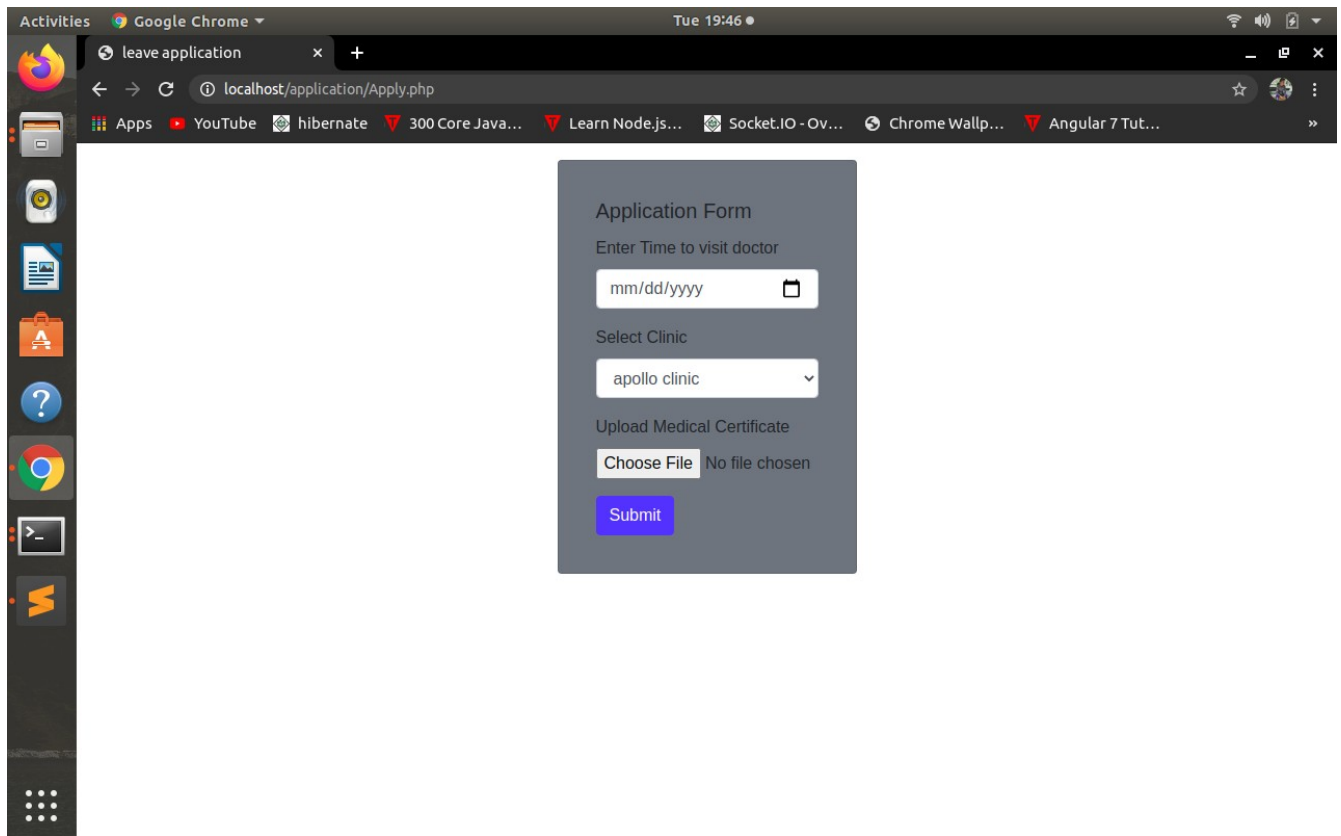 Activities Google Chrome Tue 19:46
leave application
localhost/application/Apply.php
Apps YouTube hibernate 300 Core Java... Learn Node.js... Socket.IO - Ov... Chrome Wallp... Angular 7 Tut... »
Application Form
Enter Time to visit doctor
mm/dd/yyyy
Select Clinic
apollo clinic
Upload Medical Certificate
Choose File No file chosen
Submit